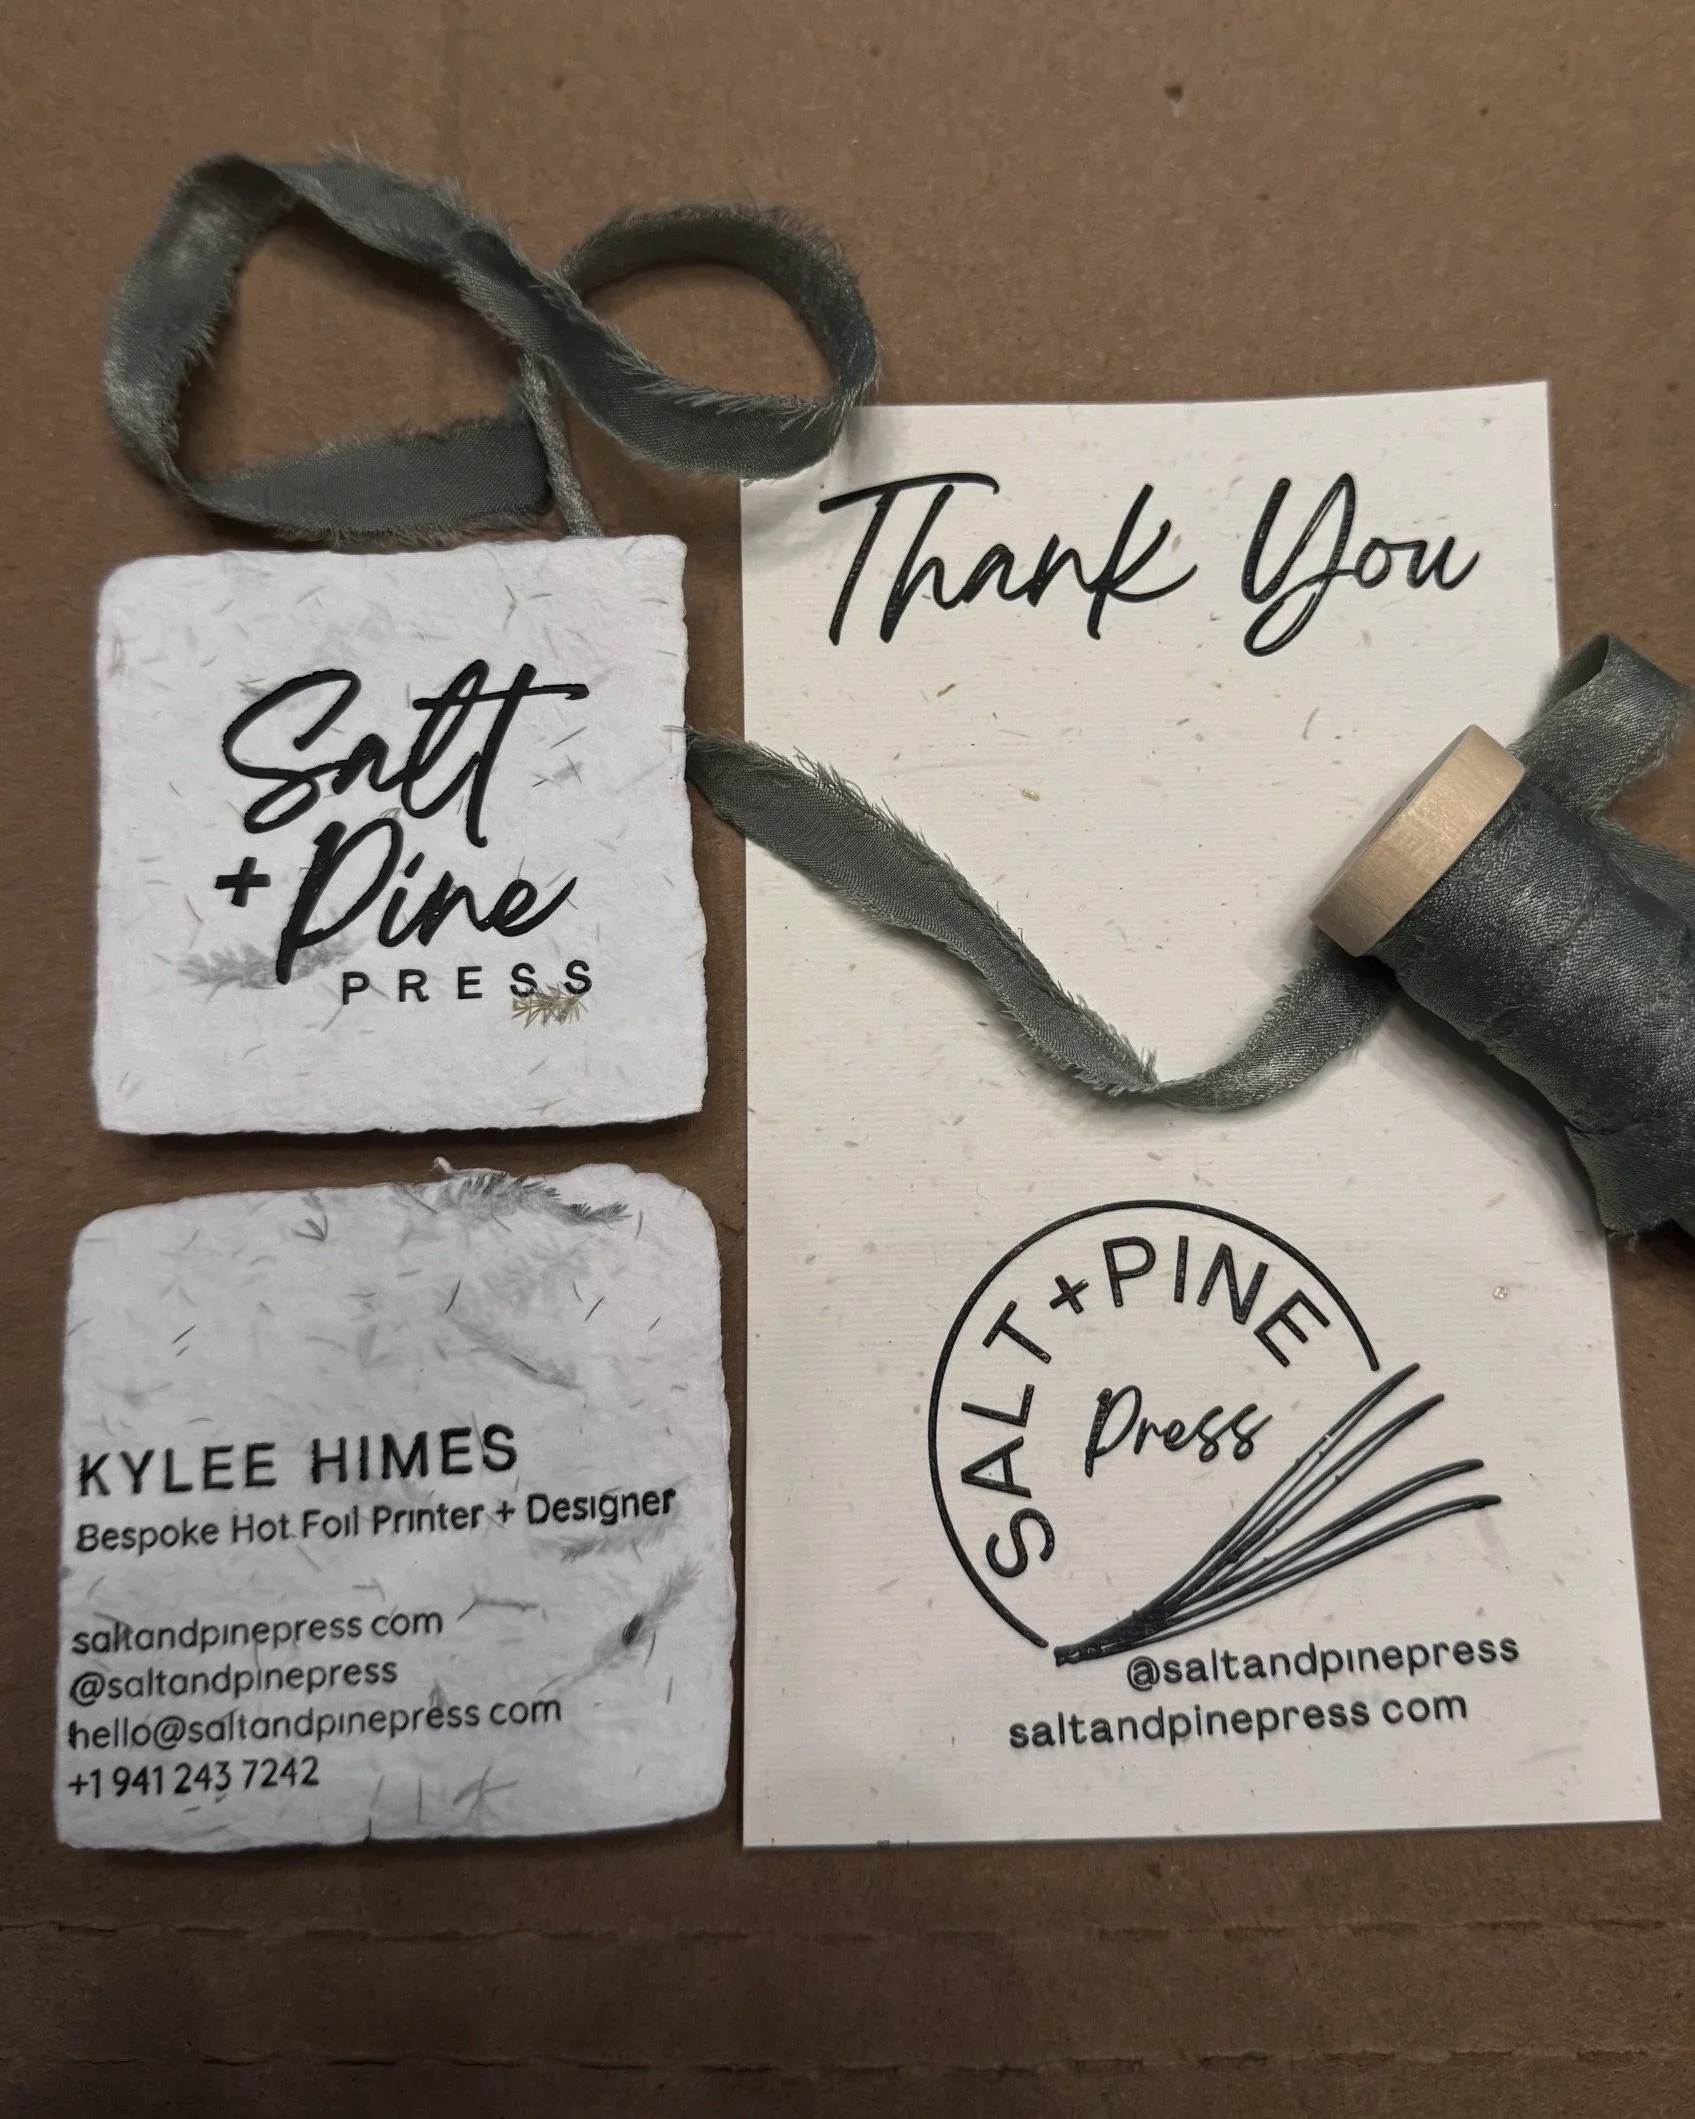 Salt
+ Pine
PRESS
KYLEE HIMES
Bespoke Hot Foil Printer + Designer
saltandpinepress com
@saltandpinepress
hello@saltandpinepress com
+1 941 243 7242
Thank You
SALT + PINE
Press
@saltandpinepress
saltandpinepress com